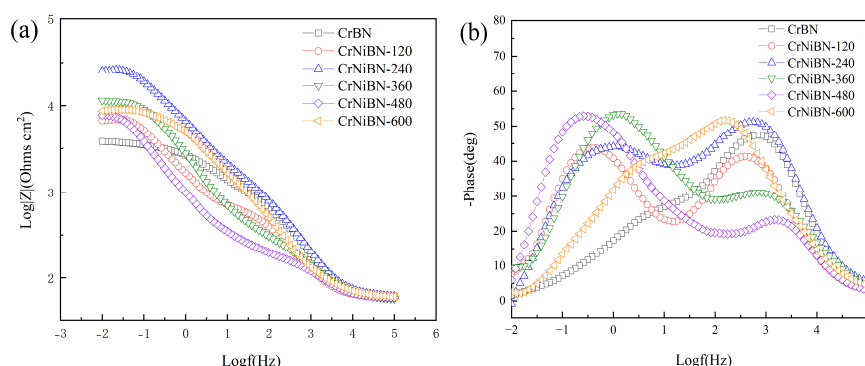 (a)
CrBN
CrNiBN-120
CrNiBN-240
CrNiBN-360
CrNiBN-480
CrNiBN-600
Log|Z|(Ohms cm²)
5
4
3
2
-3 -2 -1 0 1 2 3 4 5
Logf(Hz)
(b)
CrBN
CrNiBN-120
CrNiBN-240
CrNiBN-360
CrNiBN-480
CrNiBN-600
-Phase(deg)
80
70
60
50
40
30
20
10
0
-2 -1 0 1 2 3 4
Logf(Hz)